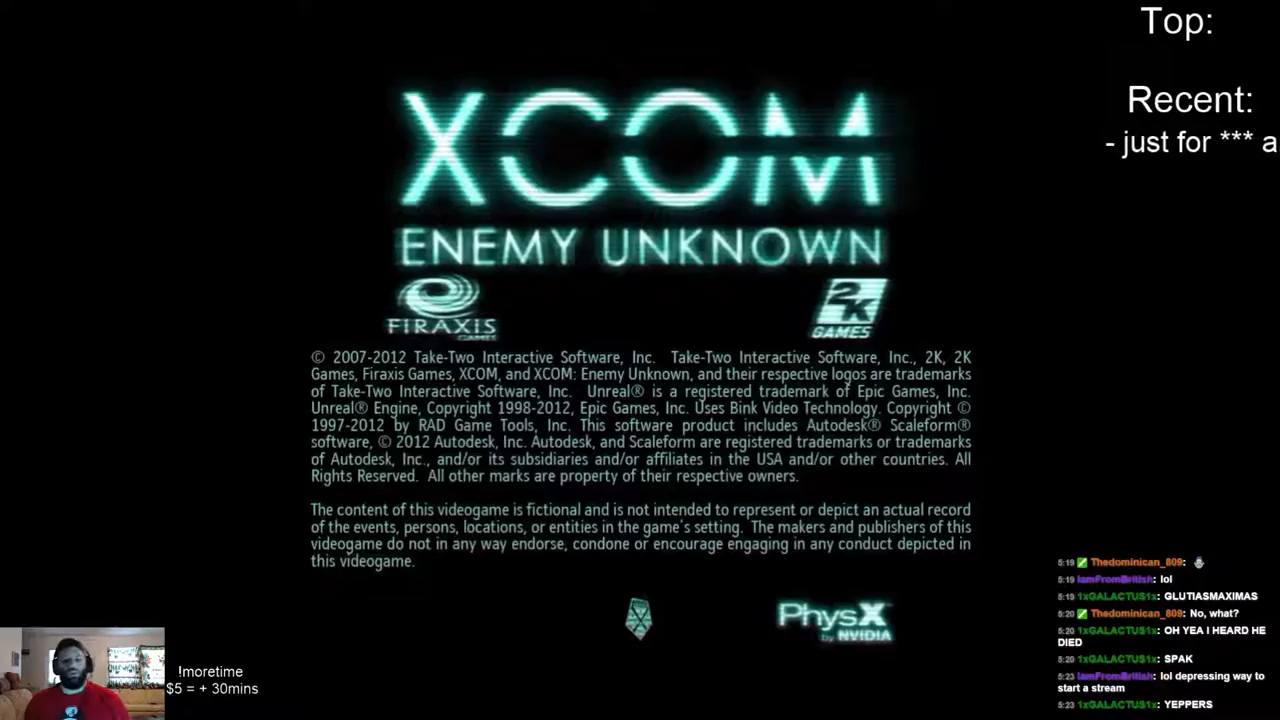 Top:
Recent:
- just for *** a
XCOM
ENEMY UNKNOWN
FIRAXIS
GAMES
2K
GAMES
© 2007-2012 Take-Two Interactive Software, Inc. Take-Two Interactive Software, Inc., 2K, 2K
Games, Firaxis Games, XCOM, and XCOM: Enemy Unknown, and their respective logos are trademarks
of Take-Two Interactive Software, Inc. Unreal® is a registered trademark of Epic Games, Inc.
Unreal® Engine, Copyright 1998-2012, Epic Games, Inc. Uses Bink Video Technology. Copyright ©
1997-2012 by RAD Game Tools, Inc. This software product includes Autodesk® Scaleform®
software, © 2012 Autodesk, Inc. Autodesk, and Scaleform are registered trademarks or trademarks
of Autodesk, Inc., and/or its subsidiaries and/or affiliates in the USA and/or other countries. All
Rights Reserved. All other marks are property of their respective owners.
The content of this videogame is fictional and is not intended to represent or depict an actual record
of the events, persons, locations, or entities in the game's setting. The makers and publishers of this
videogame do not in any way endorse, condone or encourage engaging in any conduct depicted in
this videogame.
PhysX
by NVIDIA
!moretime
$5 = + 30mins
5:19 Thedominican_809:
5:19 IamFromBritish: lol
5:19 1xGALACTUS1x: GLUTIASMAXIMAS
5:20 Thedominican_809: No, what?
5:20 1xGALACTUS1x: OH YEA I HEARD HE
DIED
5:20 1xGALACTUS1x: SPAK
5:23 IamFromBritish: lol depressing way to
start a stream
5:23 1xGALACTUS1x: YEPPERS